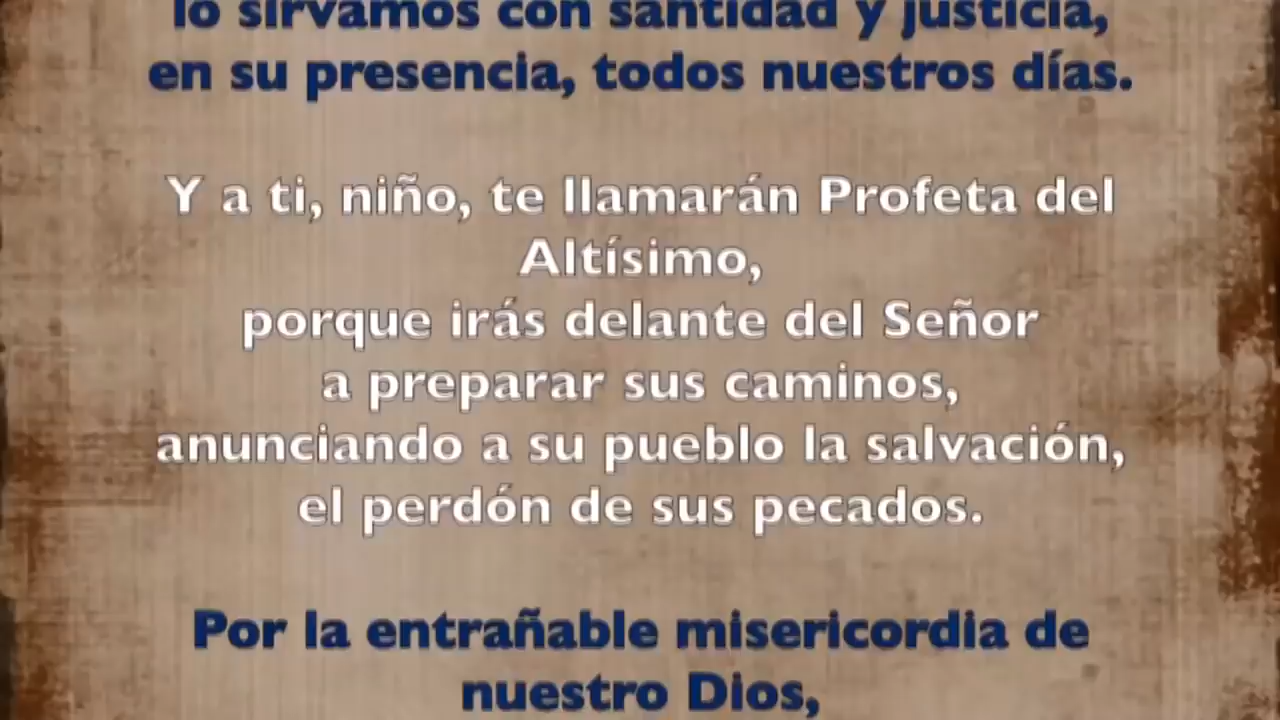 lo sirvamos con santidad y justicia,
en su presencia, todos nuestros días.
Y a ti, niño, te llamarán Profeta del
Altísimo,
porque irás delante del Señor
a preparar sus caminos,
anunciando a su pueblo la salvación,
el perdón de sus pecados.
Por la entrañable misericordia de
nuestro Dios,